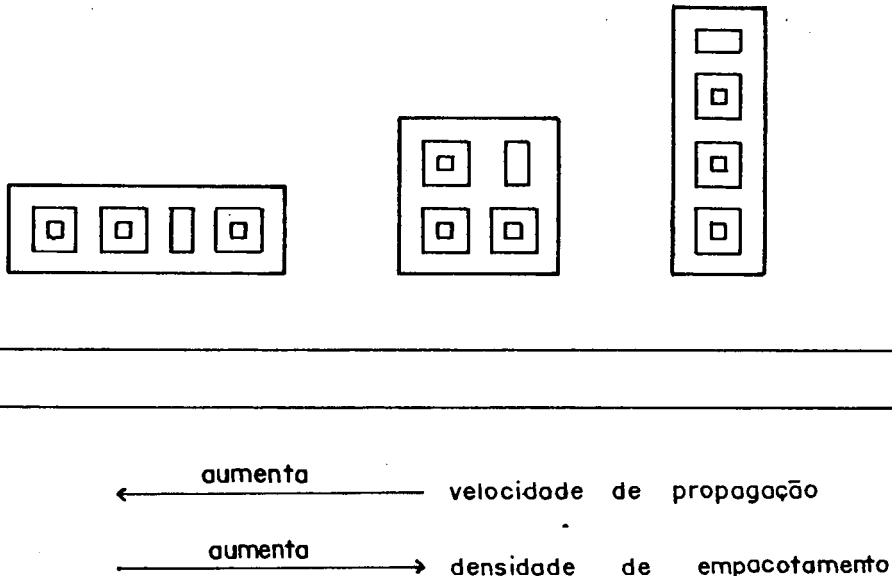 aumenta
velocidade de propagação
aumenta
densidade de empacotamento